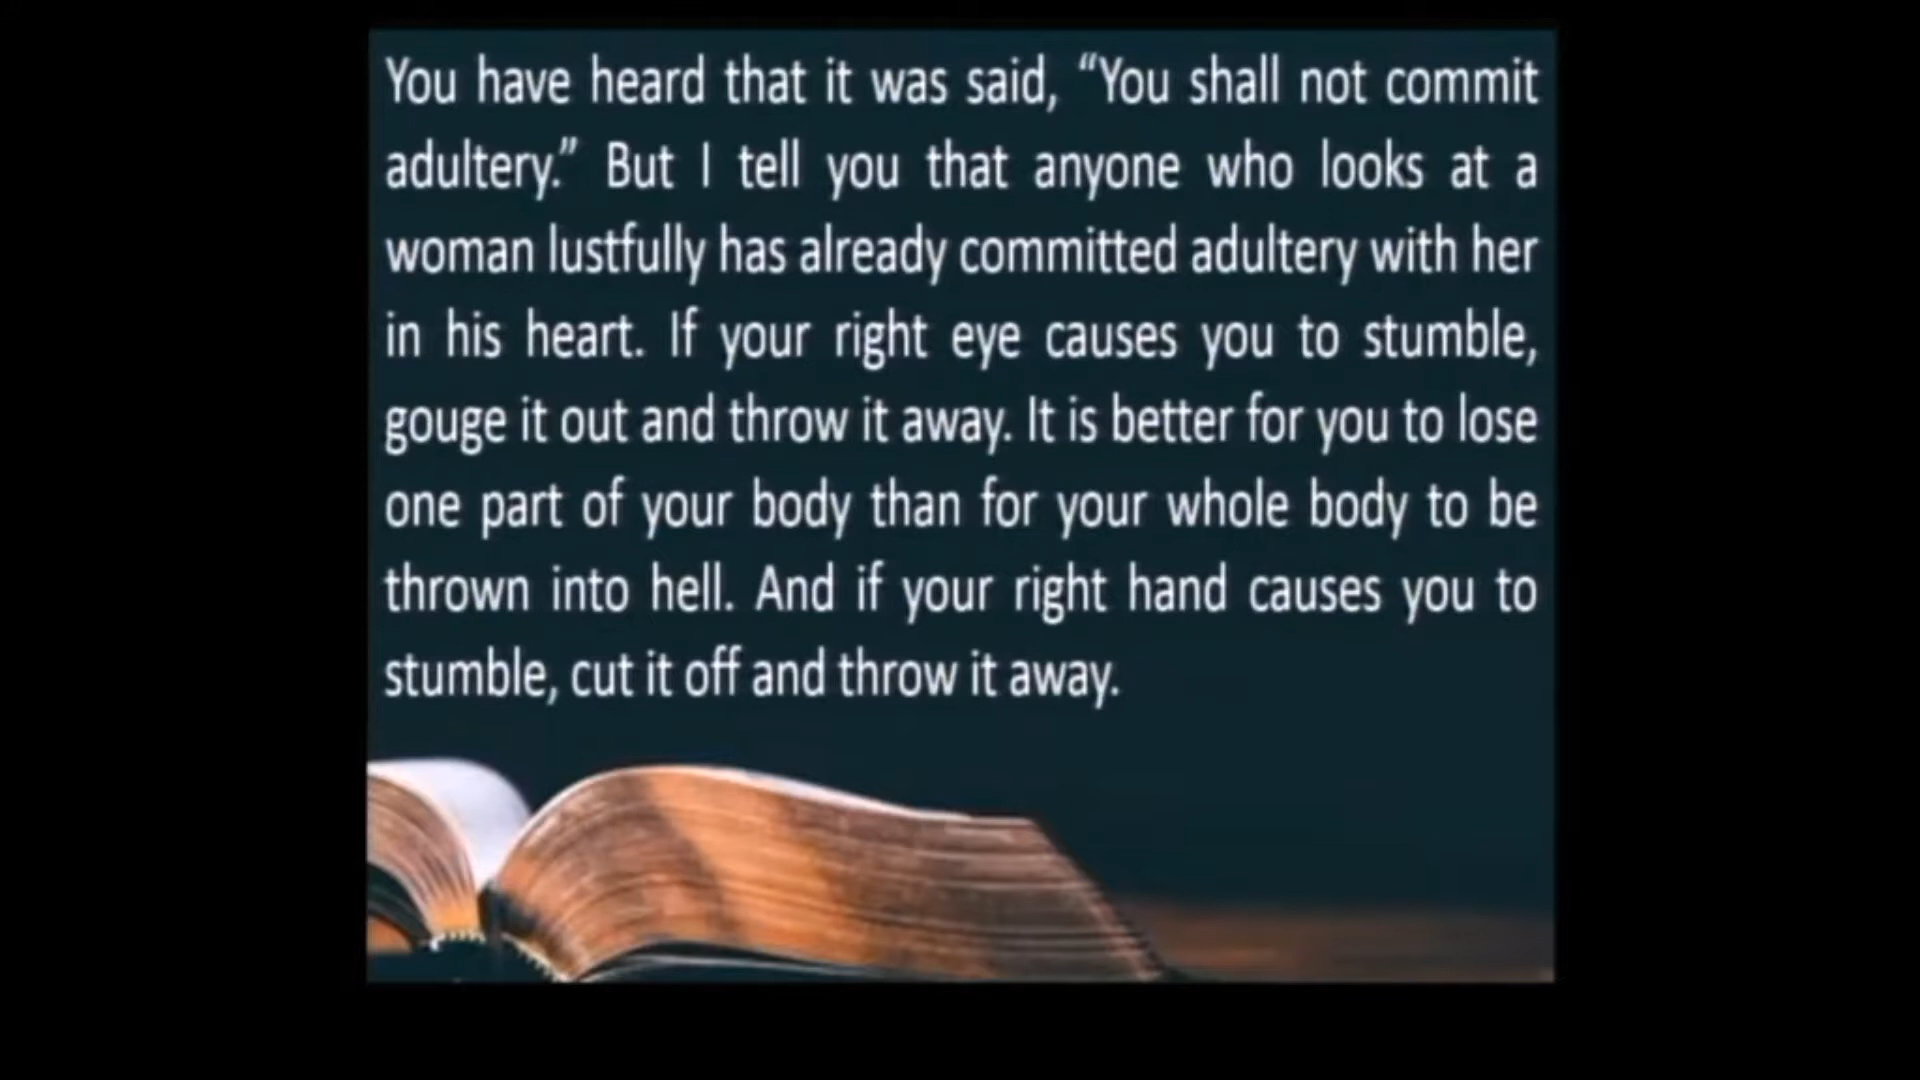 You have heard that it was said, “You shall not commit
adultery.” But I tell you that anyone who looks at a
woman lustfully has already committed adultery with her
in his heart. If your right eye causes you to stumble,
gouge it out and throw it away. It is better for you to lose
one part of your body than for your whole body to be
thrown into hell. And if your right hand causes you to
stumble, cut it off and throw it away.